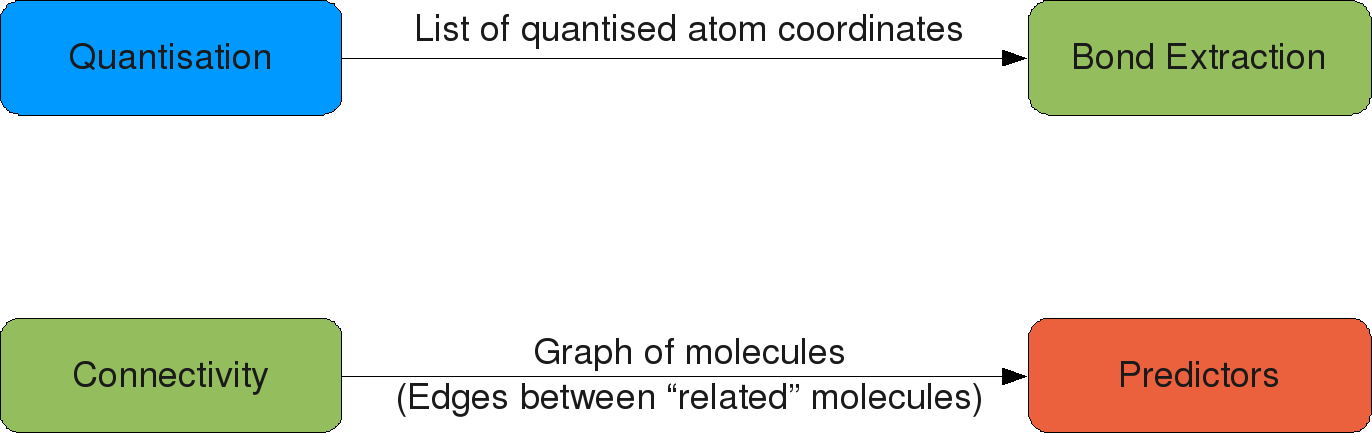 Quantisation
List of quantised atom coordinates
Bond Extraction
Connectivity
Graph of molecules
(Edges between “related” molecules)
Predictors